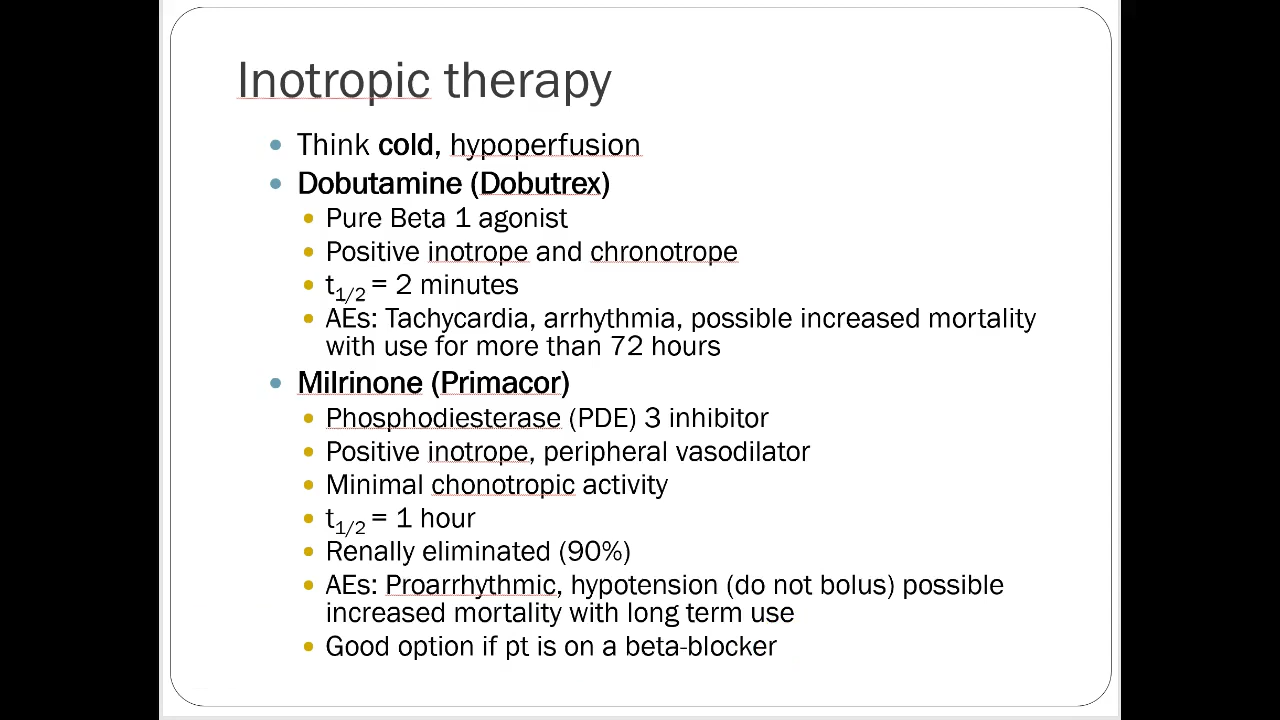 Inotropic therapy
Think cold, hypoperfusion
Dobutamine (Dobutrex)
Pure Beta 1 agonist
Positive inotrope and chronotrope
t1/2 = 2 minutes
AEs: Tachycardia, arrhythmia, possible increased mortality
with use for more than 72 hours
Milrinone (Primacor)
Phosphodiesterase (PDE) 3 inhibitor
Positive inotrope, peripheral vasodilator
Minimal chonotropic activity
t1/2 = 1 hour
Renally eliminated (90%)
AEs: Proarrhythmic, hypotension (do not bolus) possible
increased mortality with long term use
Good option if pt is on a beta-blocker